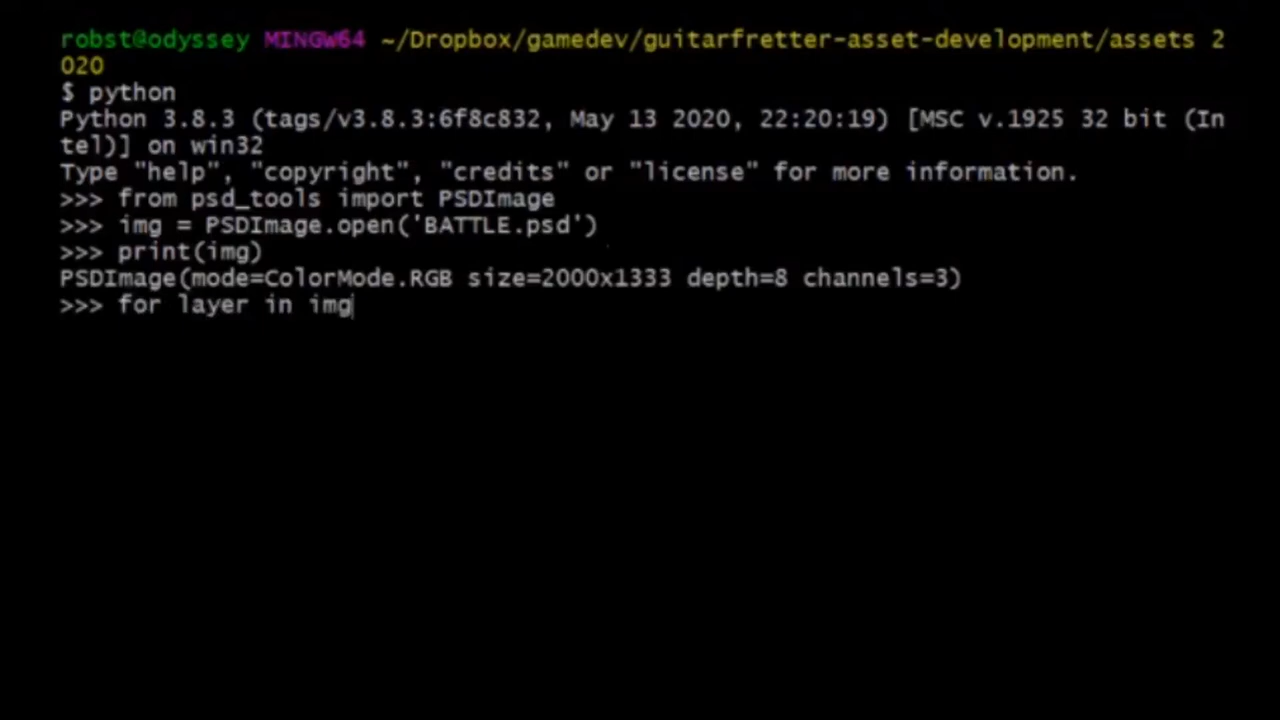 robst@odyssey MINGW64 ~/Dropbox/gamedev/guitarfretter-asset-development/assets 2
020
$ python
Python 3.8.3 (tags/v3.8.3:6f8c832, May 13 2020, 22:20:19) [MSC v.1925 32 bit (In
tel)] on win32
Type "help", "copyright", "credits" or "license" for more information.
>>> from psd_tools import PSDImage
>>> img = PSDImage.open('BATTLE.psd')
>>> print(img)
PSDImage(mode=ColorMode.RGB size=2000x1333 depth=8 channels=3)
>>> for layer in img